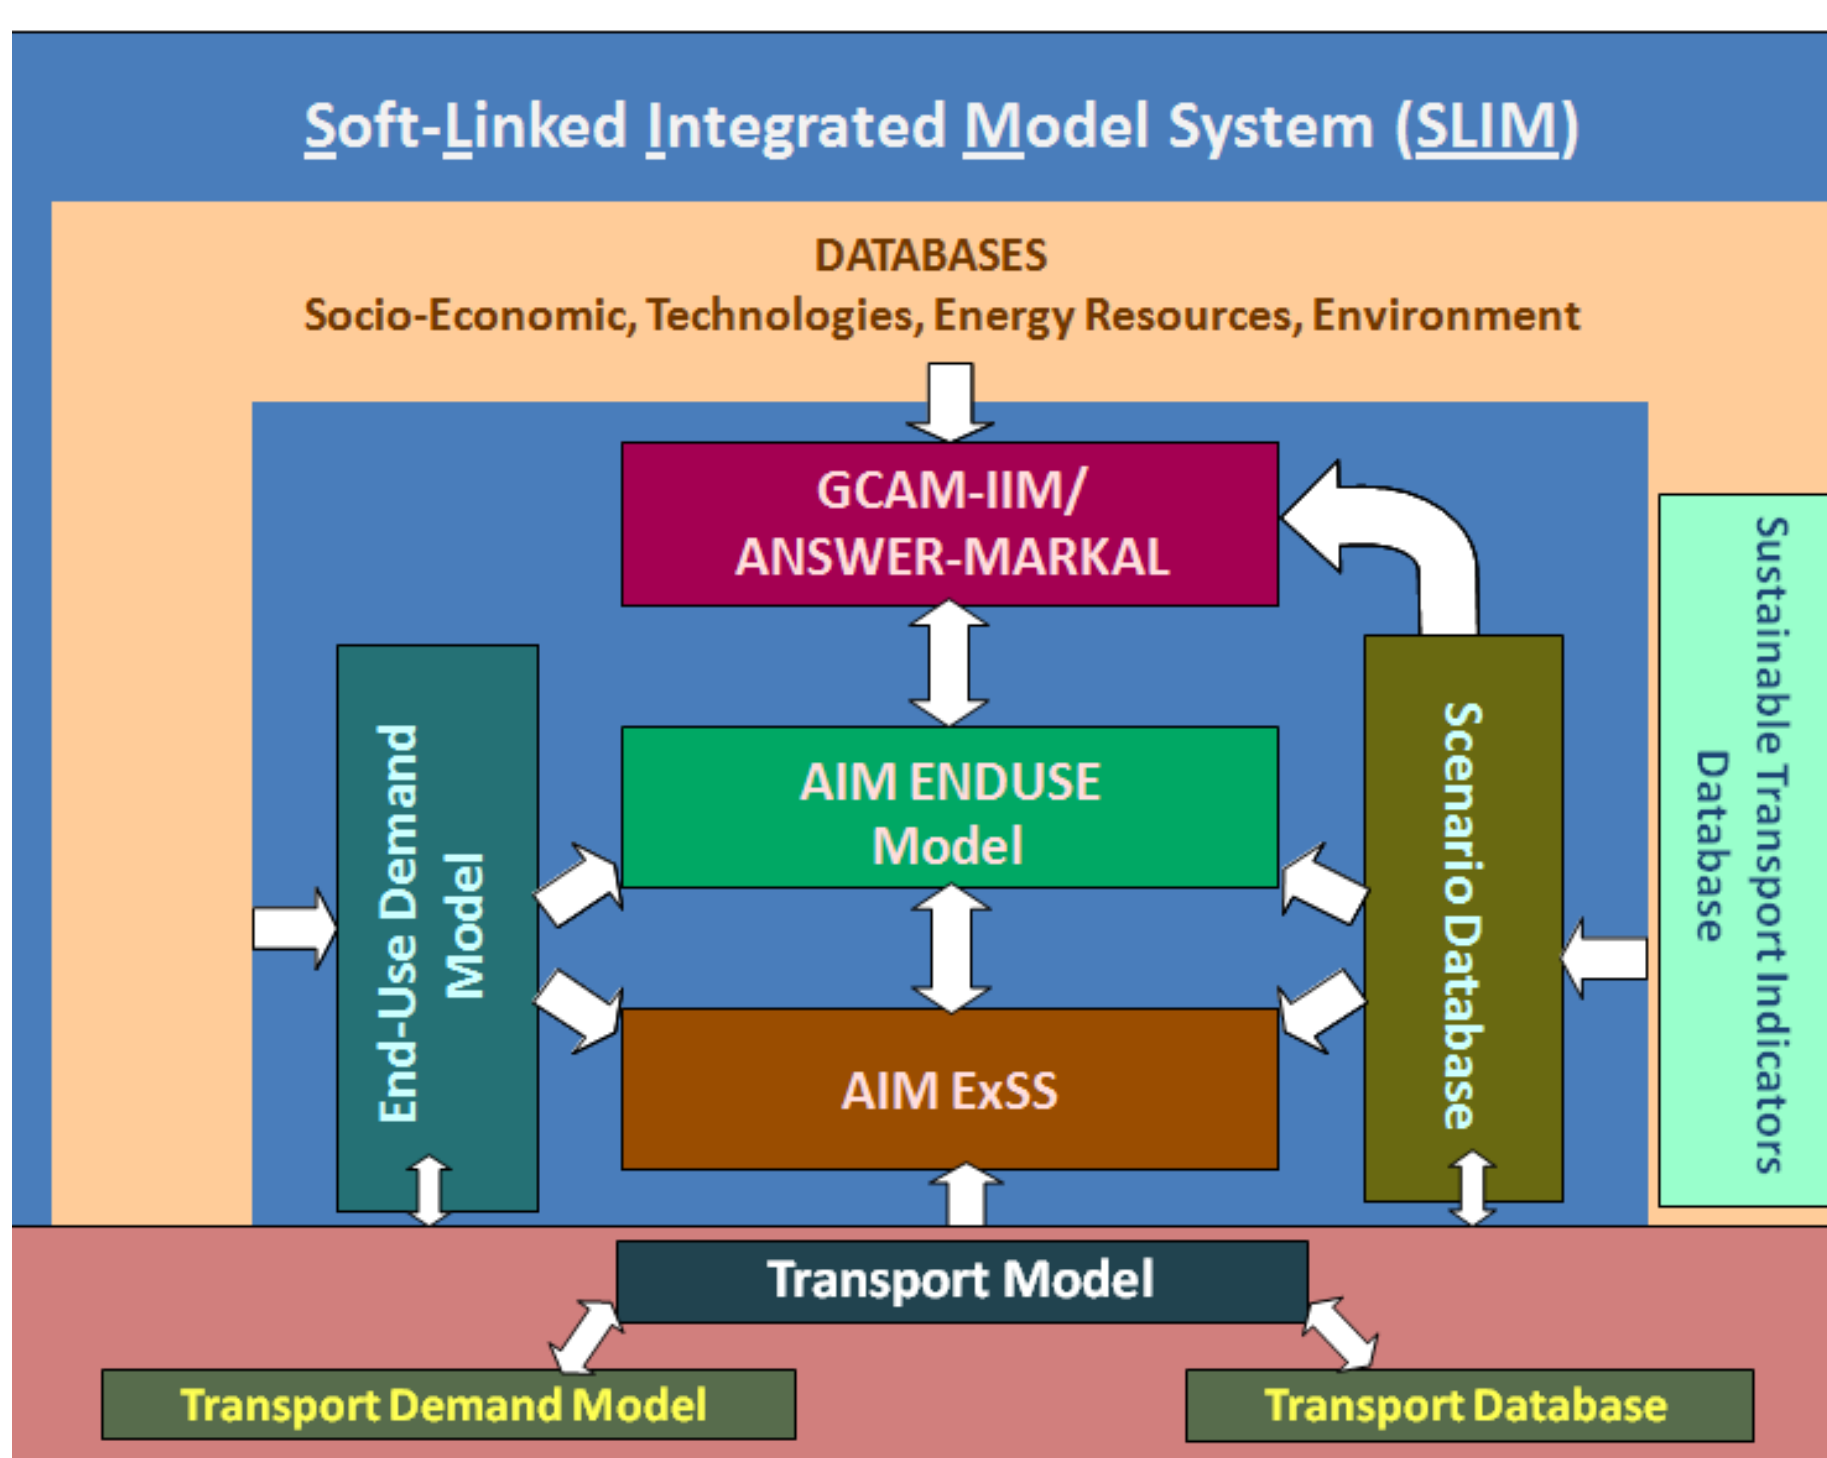 Soft-Linked Integrated Model System (SLIM)
DATABASES
Socio-Economic, Technologies, Energy Resources, Environment
GCAM-IIM/
ANSWER-MARKAL
End-Use Demand
Model
AIM ENDUSE
Model
AIM ExSS
Scenario Database
Sustainable Transport Indicators
Database
Transport Model
Transport Demand Model
Transport Database